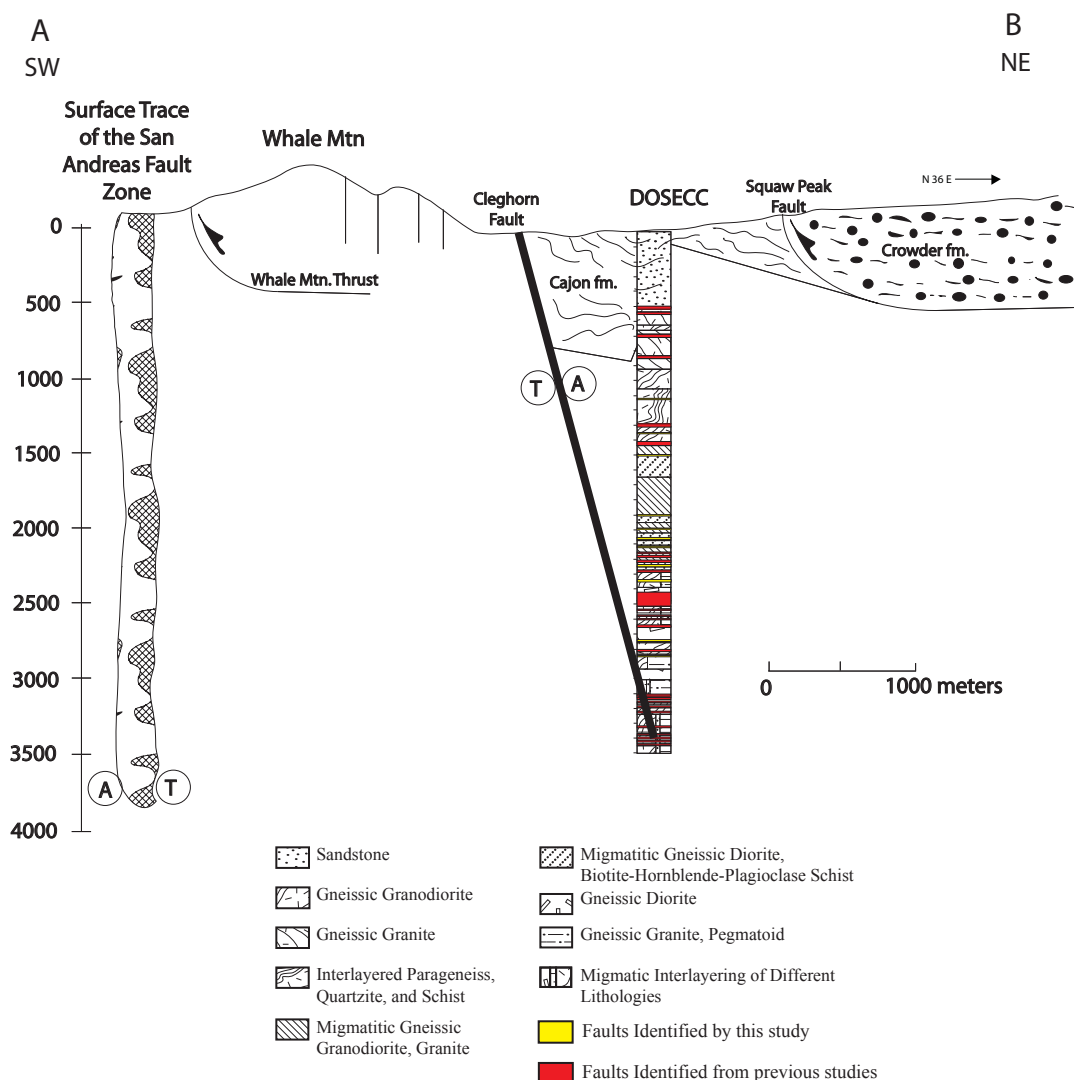 A
SW
B
NE
Surface Trace
of the San
Andreas Fault
Zone
Whale Mtn
Cleghorn
Fault
DOSECC
Squaw Peak
Fault
N 36 E
Whale Mtn. Thrust
Cajon fm.
Crowder fm.
0
500
1000
1500
2000
2500
3000
3500
4000
T
A
A
T
0
1000 meters
Sandstone
Gneissic Granodiorite
Gneissic Granite
Interlayered Parageneiss,
Quartzite, and Schist
Migmatitic Gneissic
Granodiorite, Granite
Migmatitic Gneissic Diorite,
Biotite-Hornblende-Plagioclase Schist
Gneissic Diorite
Gneissic Granite, Pegmatoid
Migmatic Interlayering of Different
Lithologies
Faults Identified by this study
Faults Identified from previous studies